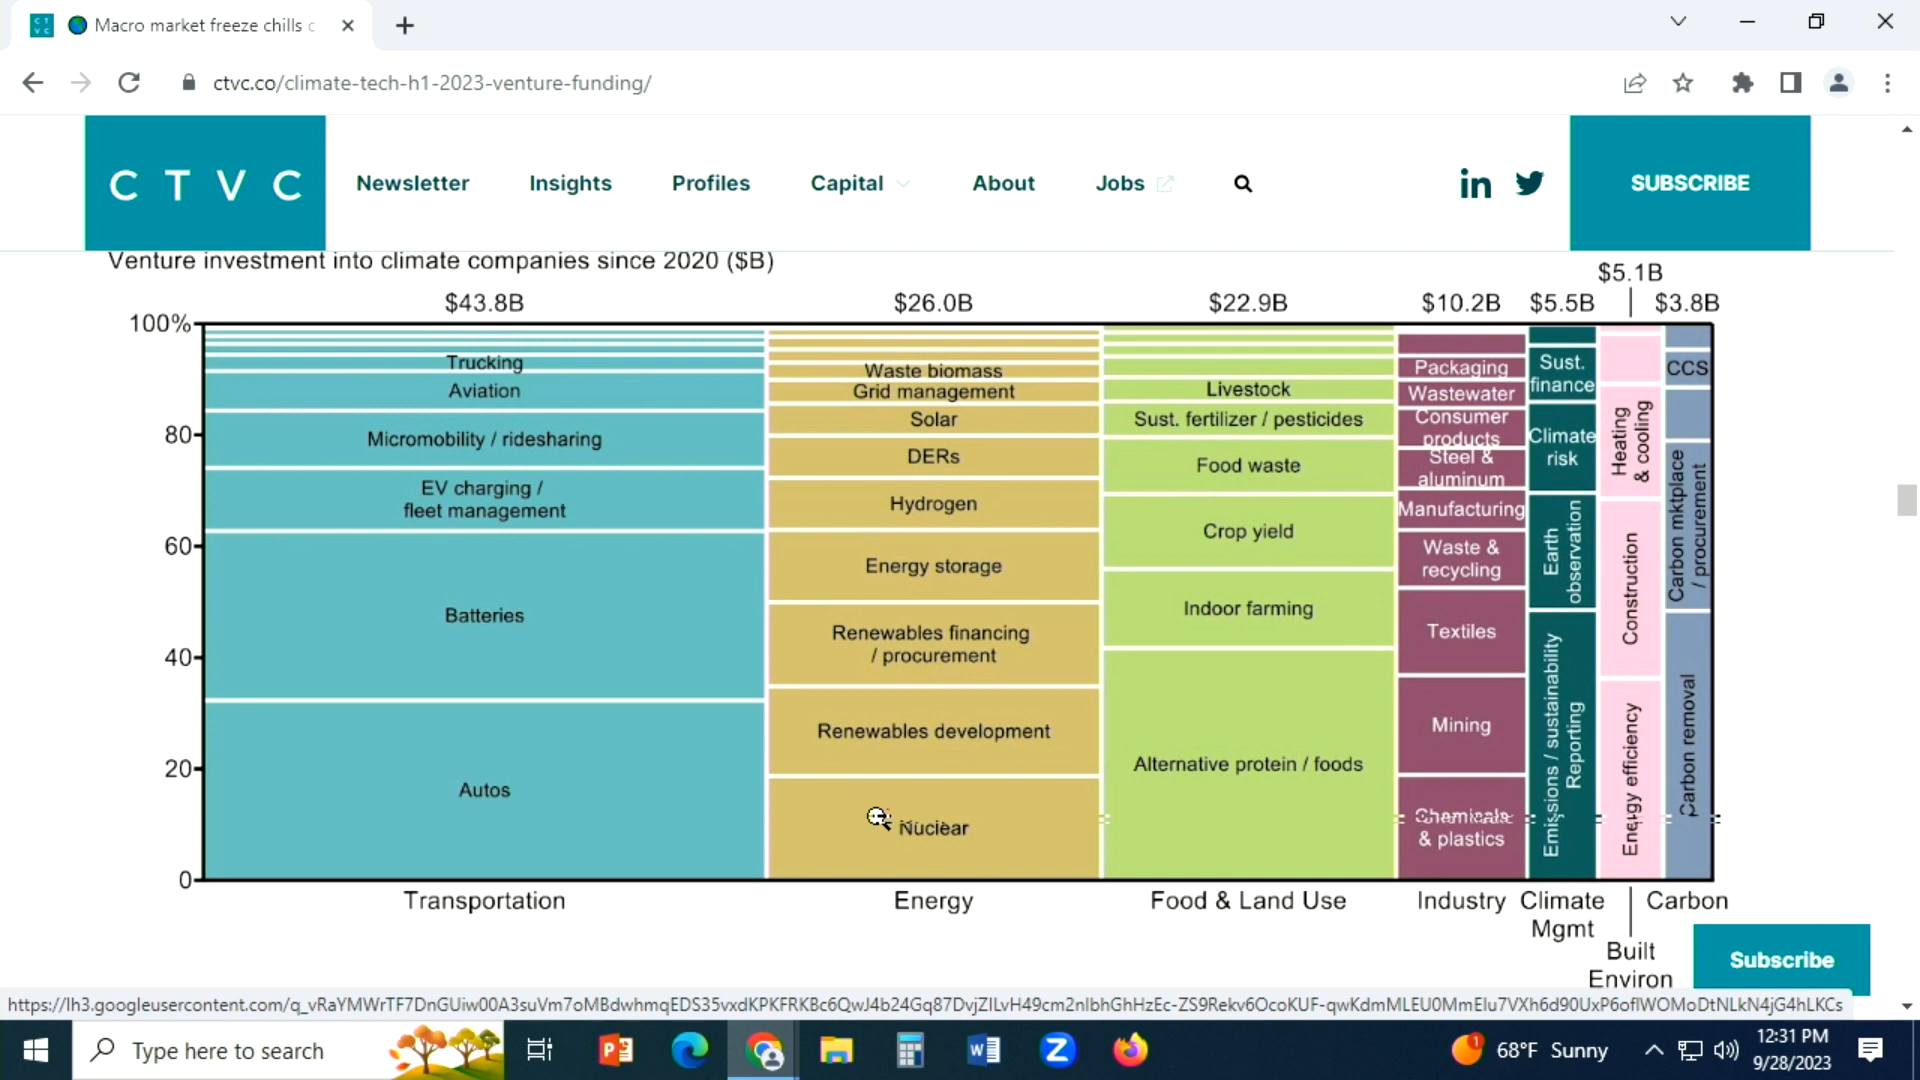 Macro market freeze chills c
ctvc.co/climate-tech-h1-2023-venture-funding/
CTVC
Newsletter
Insights
Profiles
Capital
About
Jobs
SUBSCRIBE
Venture investment into climate companies since 2020 ($B)
$43.8B
$26.0B
$22.9B
$10.2B
$5.5B
$5.1B
$3.8B
100%
80
60
40
20
0
Trucking
Aviation
Micromobility / ridesharing
EV charging /
fleet management
Batteries
Autos
Waste biomass
Grid management
Solar
DERs
Hydrogen
Energy storage
Renewables financing
/ procurement
Renewables development
Nuclear
Livestock
Sust. fertilizer / pesticides
Food waste
Crop yield
Indoor farming
Alternative protein / foods
Packaging
Wastewater
Consumer
products
Steel &
aluminum
Manufacturing
Waste &
recycling
Textiles
Mining
Chemicals
& plastics
Sust.
finance
Climate
risk
Earth
observation
Emissions / sustainability
Reporting
Heating
& cooling
Construction
Energy efficiency
CCS
Carbon mktplace
/ procurement
Carbon removal
Transportation
Energy
Food & Land Use
Industry
Climate
Mgmt
Built
Environ
Carbon
Subscribe
Type here to search
68°F Sunny
12:31 PM
9/28/2023